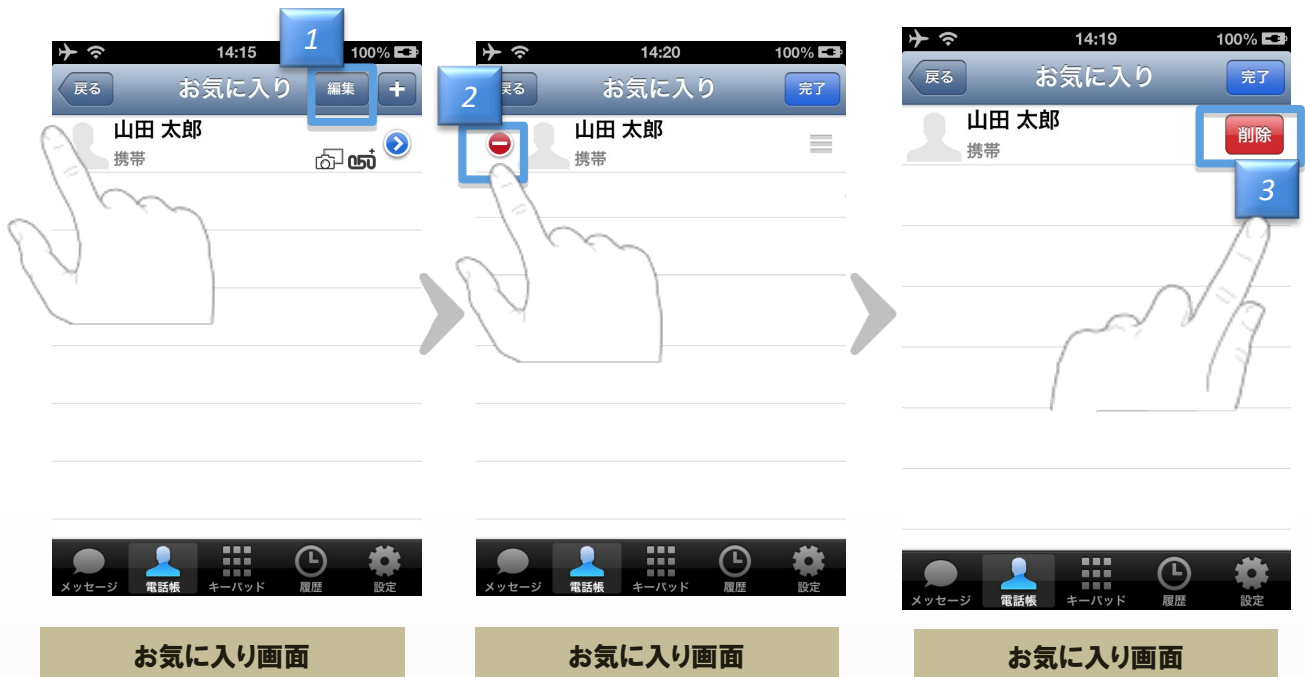 1
14:15
100%
戻る
お気に入り
編集
+
山田 太郎
携帯
050+
メッセージ
電話帳
キーパッド
履歴
設定
お気に入り画面
2
14:20
100%
戻る
お気に入り
完了
山田 太郎
携帯
メッセージ
電話帳
キーパッド
履歴
設定
お気に入り画面
14:19
100%
戻る
お気に入り
完了
山田 太郎
携帯
削除
3
メッセージ
電話帳
キーパッド
履歴
設定
お気に入り画面